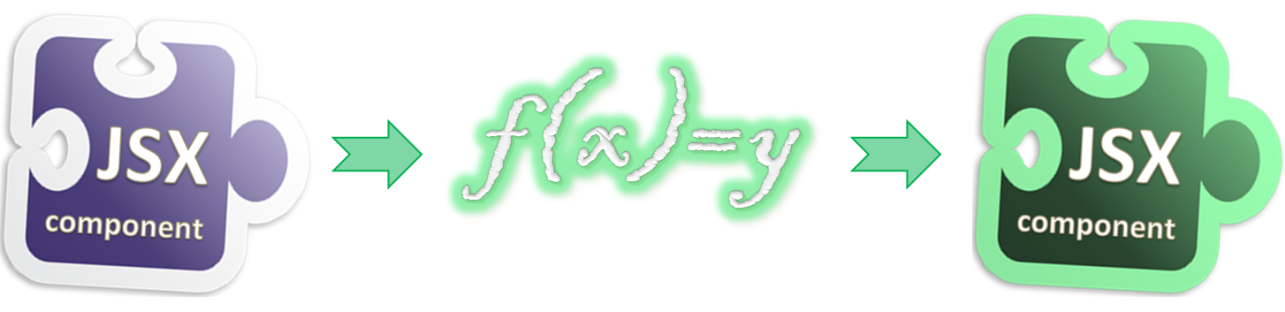 JSX
component
f(x)=y
JSX
component